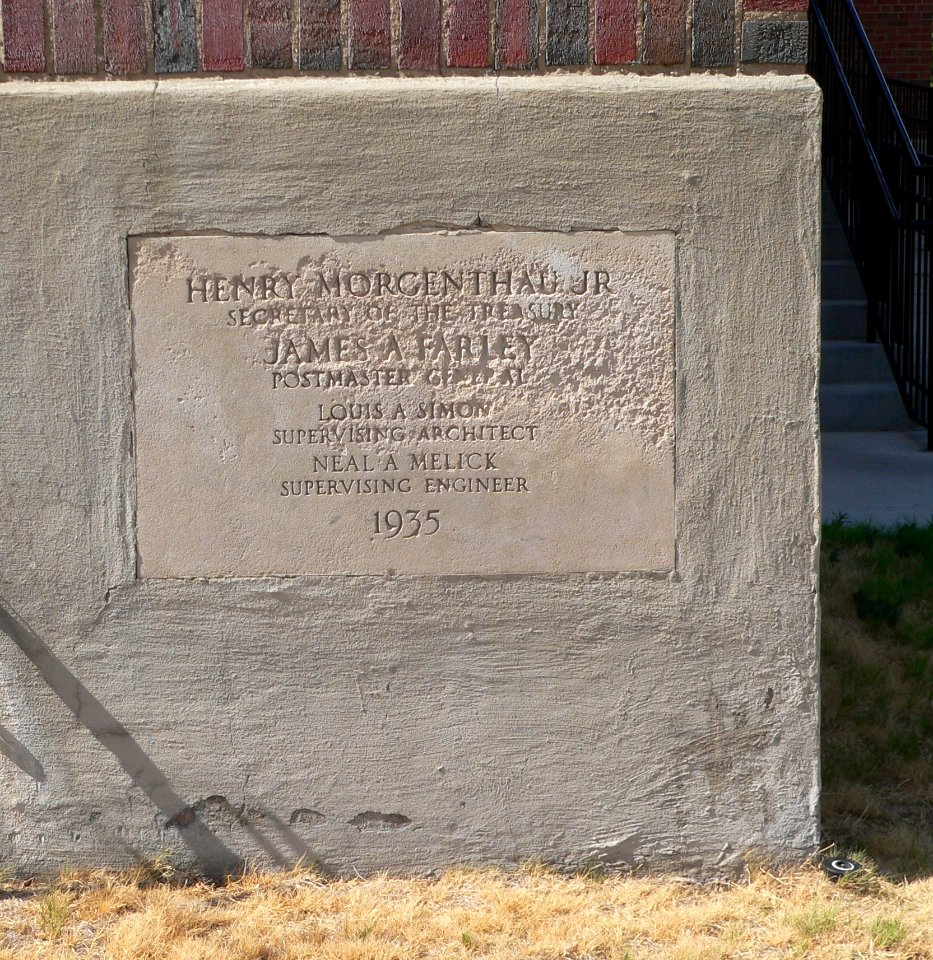 HENRY MORGENTHAU JR
SECRETARY OF THE TREASURY
JAMES A FARLEY
POSTMASTER GENERAL
LOUIS A SIMON
SUPERVISING ARCHITECT
NEAL A MELICK
SUPERVISING ENGINEER
1935